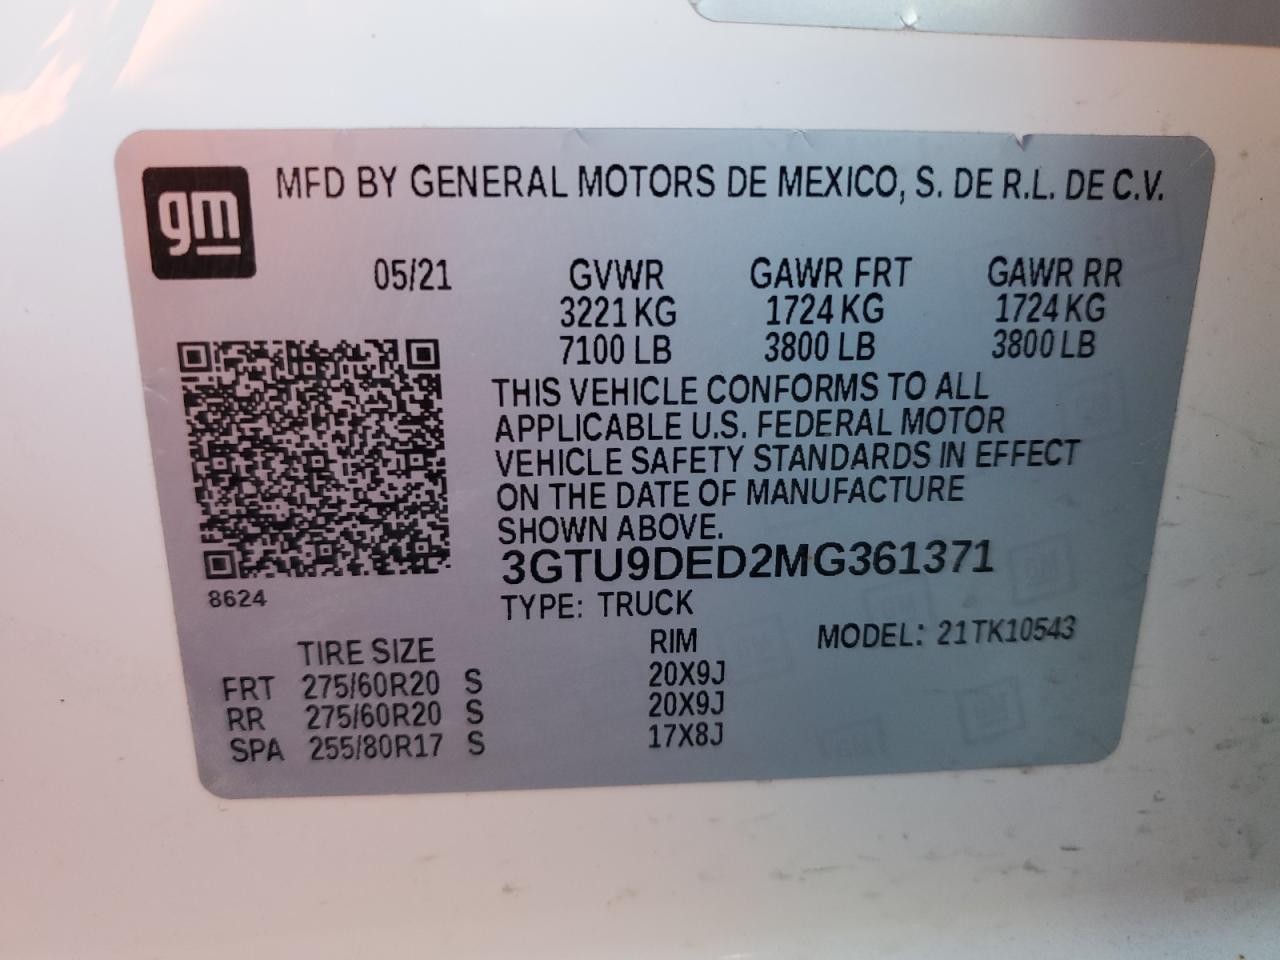 gm
MFD BY GENERAL MOTORS DE MEXICO, S. DE R.L. DE C.V.
05/21 GVWR GAWR FRT GAWR RR
3221 KG 1724 KG 1724 KG
7100 LB 3800 LB 3800 LB
THIS VEHICLE CONFORMS TO ALL
APPLICABLE U.S. FEDERAL MOTOR
VEHICLE SAFETY STANDARDS IN EFFECT
ON THE DATE OF MANUFACTURE
SHOWN ABOVE.
3GTU9DED2MG361371
8624
TYPE: TRUCK
MODEL: 21TK10543
TIRE SIZE RIM
FRT 275/60R20 S 20X9J
RR 275/60R20 S 20X9J
SPA 255/80R17 S 17X8J